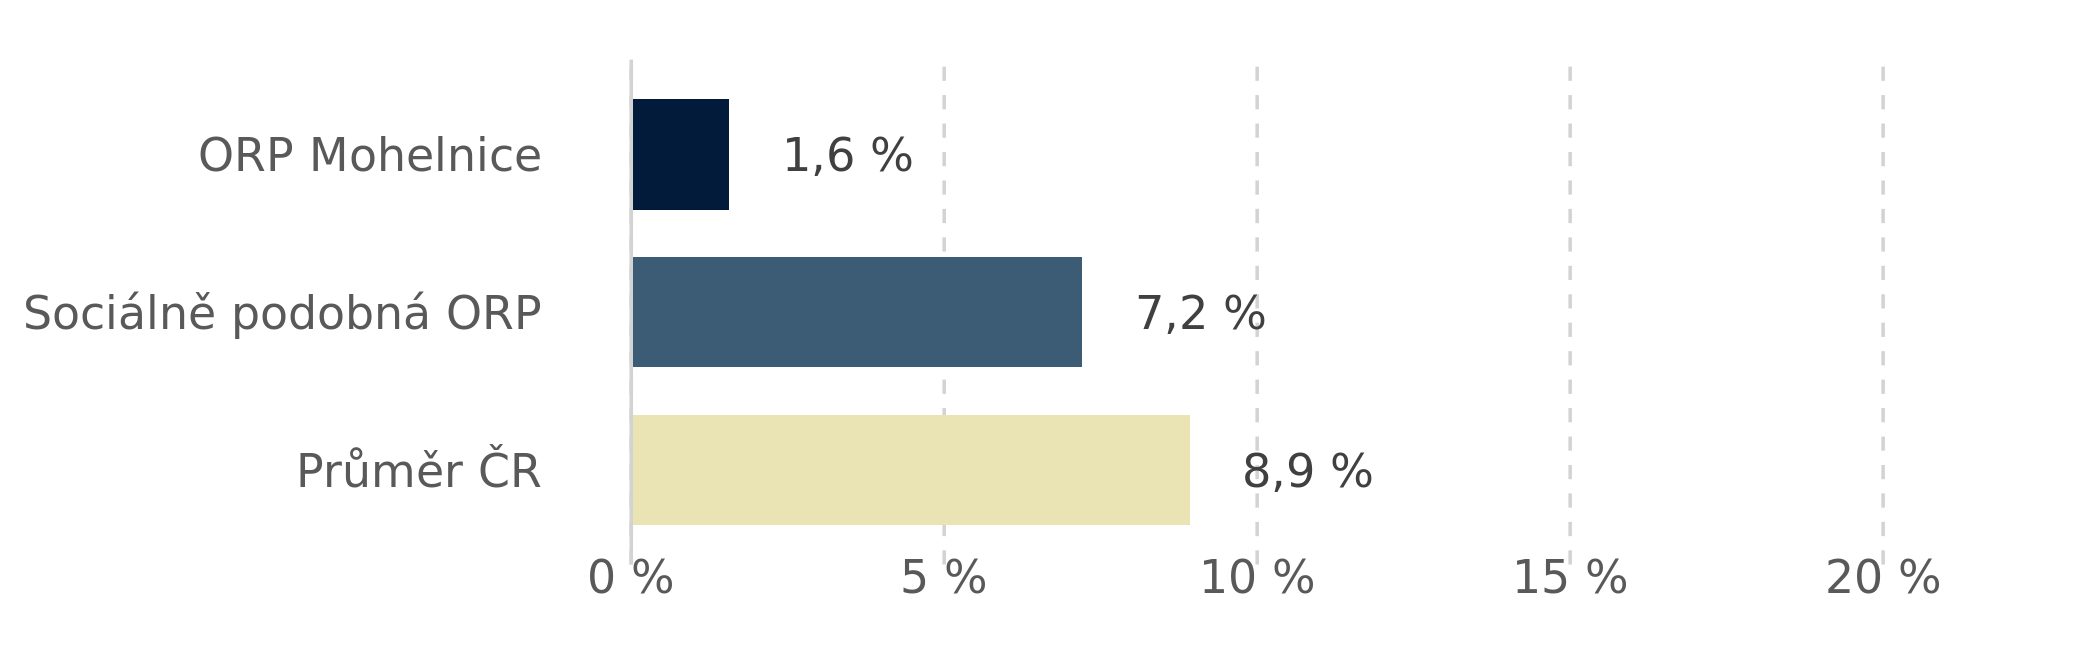 ORP Mohelnice 1,6 %
Sociálně podobná ORP 7,2 %
Průměr ČR 8,9 %
0 % 5 % 10 % 15 % 20 %